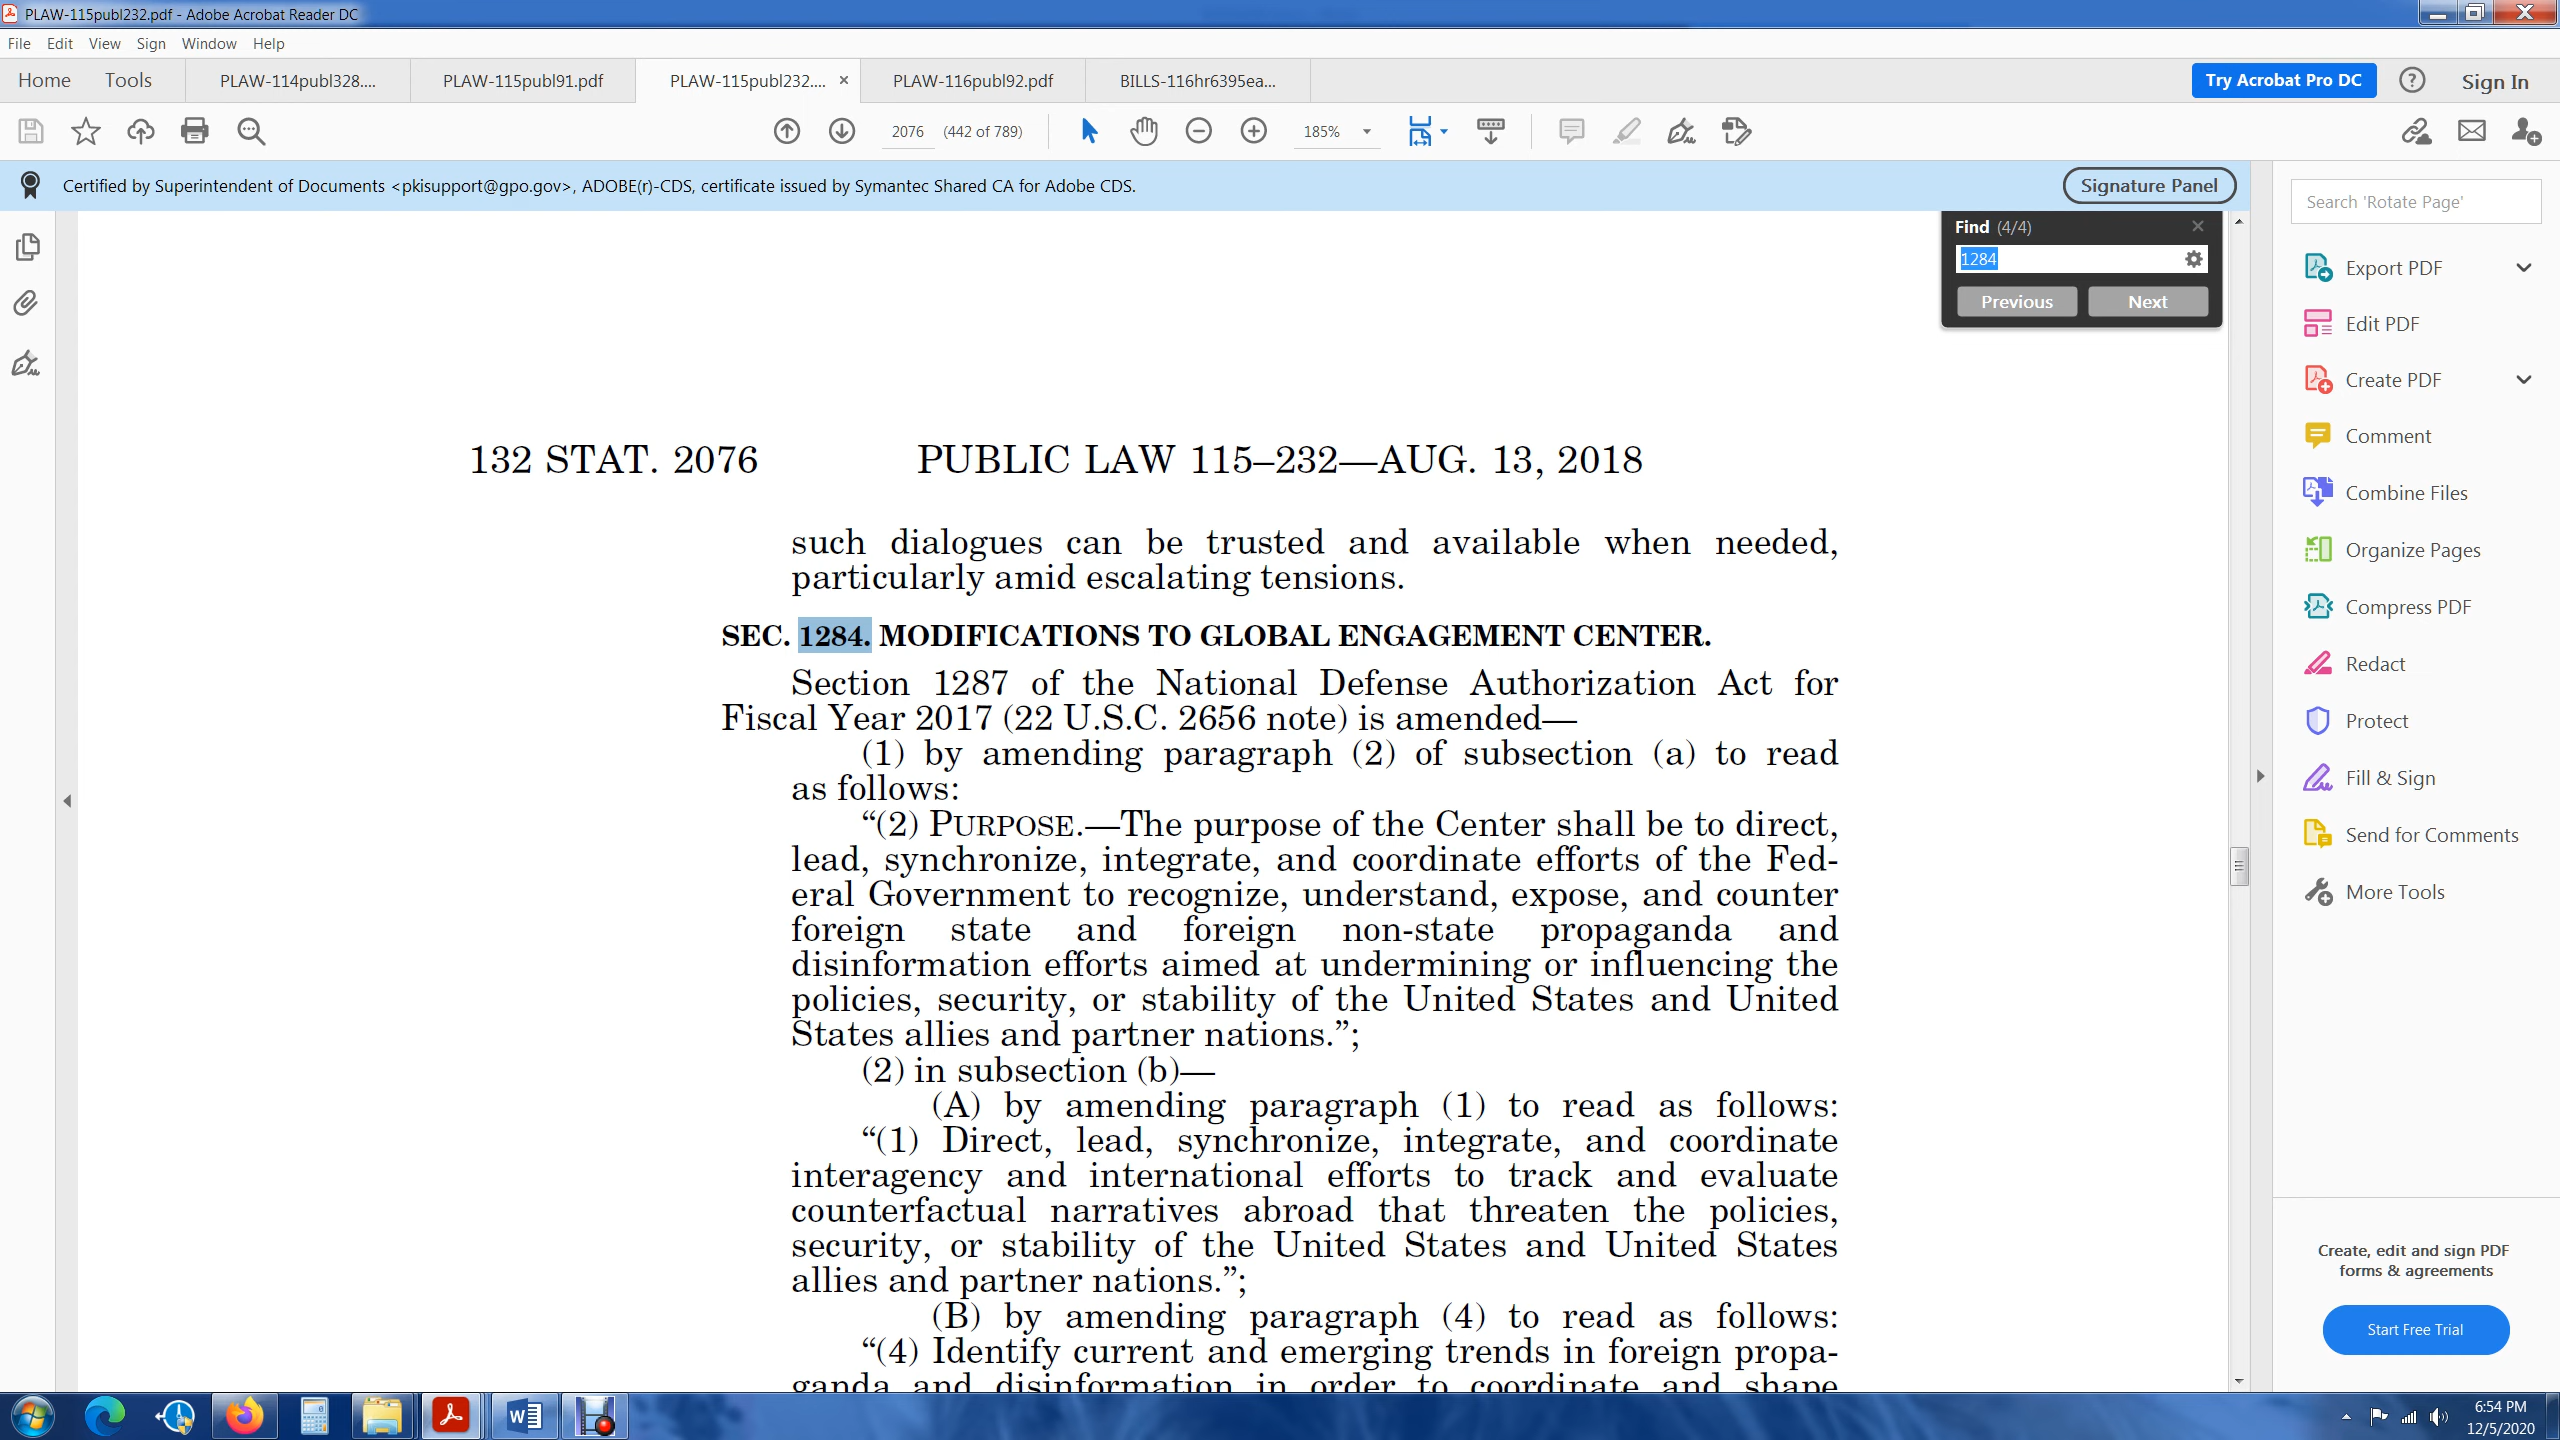 PLAW-115publ232.pdf - Adobe Acrobat Reader DC
File Edit View Sign Window Help
Home Tools PLAW-114publ328.... PLAW-115publ91.pdf PLAW-115publ232.... × PLAW-116publ92.pdf BILLS-116hr6395ea... Try Acrobat Pro DC ? Sign In
2076 (442 of 789) 185%
Certified by Superintendent of Documents <pkisupport@gpo.gov>, ADOBE(r)-CDS, certificate issued by Symantec Shared CA for Adobe CDS. Signature Panel
Find (4/4)
1284
Previous Next
132 STAT. 2076 PUBLIC LAW 115–232—AUG. 13, 2018
such dialogues can be trusted and available when needed,
particularly amid escalating tensions.
SEC. 1284. MODIFICATIONS TO GLOBAL ENGAGEMENT CENTER.
Section 1287 of the National Defense Authorization Act for
Fiscal Year 2017 (22 U.S.C. 2656 note) is amended—
(1) by amending paragraph (2) of subsection (a) to read
as follows:
“(2) PURPOSE.—The purpose of the Center shall be to direct,
lead, synchronize, integrate, and coordinate efforts of the Fed-
eral Government to recognize, understand, expose, and counter
foreign state and foreign non-state propaganda and
disinformation efforts aimed at undermining or influencing the
policies, security, or stability of the United States and United
States allies and partner nations.”;
(2) in subsection (b)—
(A) by amending paragraph (1) to read as follows:
“(1) Direct, lead, synchronize, integrate, and coordinate
interagency and international efforts to track and evaluate
counterfactual narratives abroad that threaten the policies,
security, or stability of the United States and United States
allies and partner nations.”;
(B) by amending paragraph (4) to read as follows:
“(4) Identify current and emerging trends in foreign propa-
ganda and disinformation in order to coordinate and shape
Search 'Rotate Page'
Export PDF
Edit PDF
Create PDF
Comment
Combine Files
Organize Pages
Compress PDF
Redact
Protect
Fill & Sign
Send for Comments
More Tools
Create, edit and sign PDF
forms & agreements
Start Free Trial
6:54 PM
12/5/2020